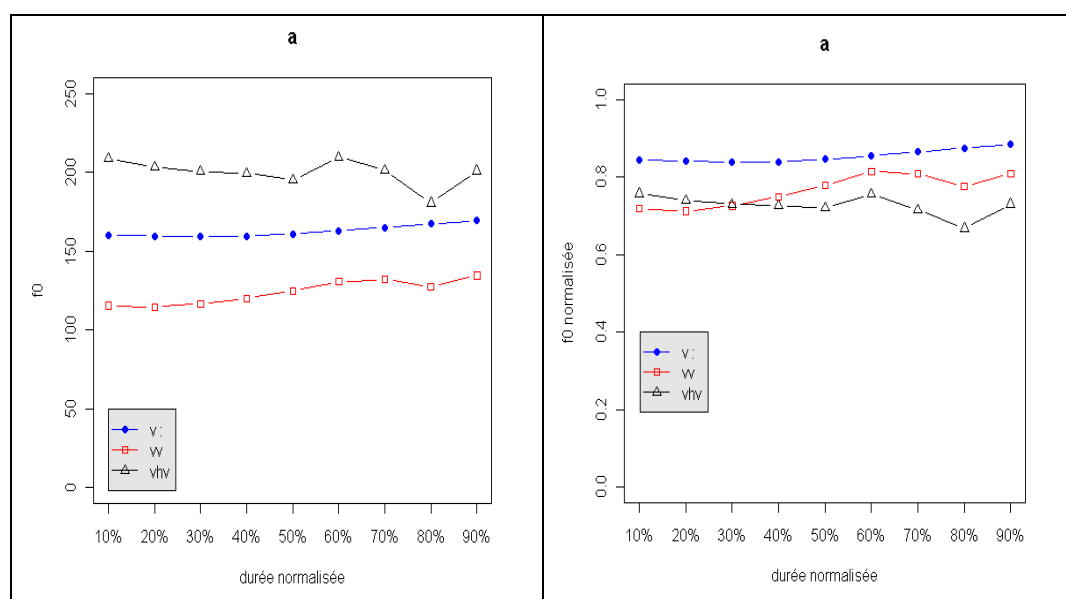 a
250
200
150
100
50
0
f0
v :
vv
vhv
10% 20% 30% 40% 50% 60% 70% 80% 90%
durée normalisée
a
1.0
0.8
0.6
0.4
0.2
0.0
f0 normalisée
v :
vv
vhv
10% 20% 30% 40% 50% 60% 70% 80% 90%
durée normalisée